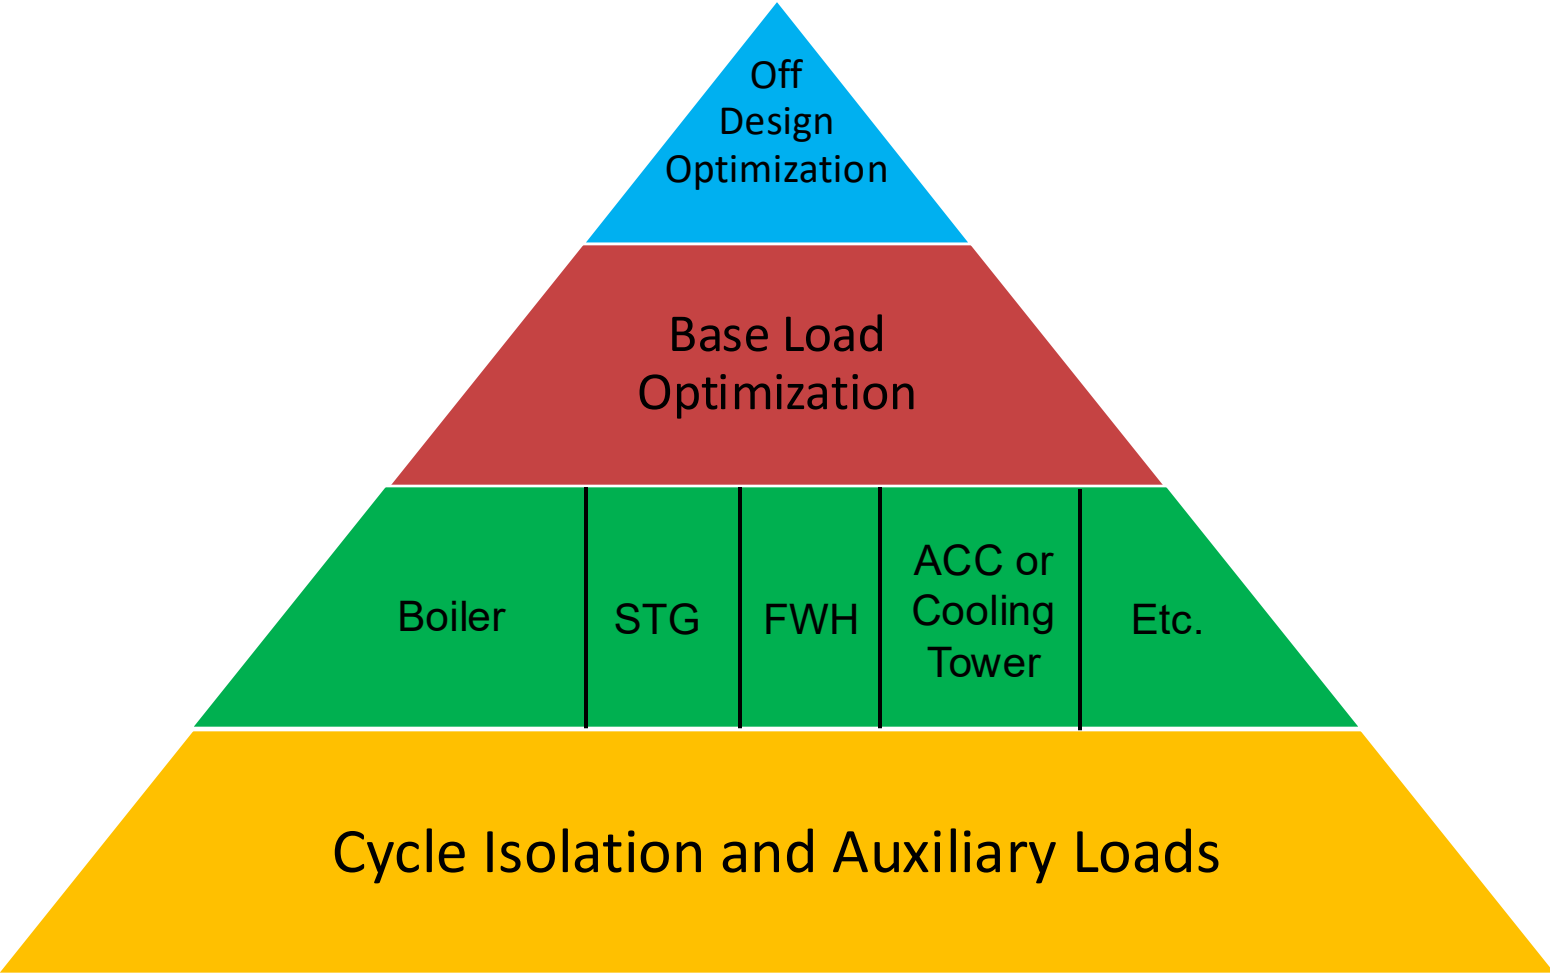 Off
Design
Optimization
Base Load
Optimization
Boiler
STG
FWH
ACC or
Cooling
Tower
Etc.
Cycle Isolation and Auxiliary Loads